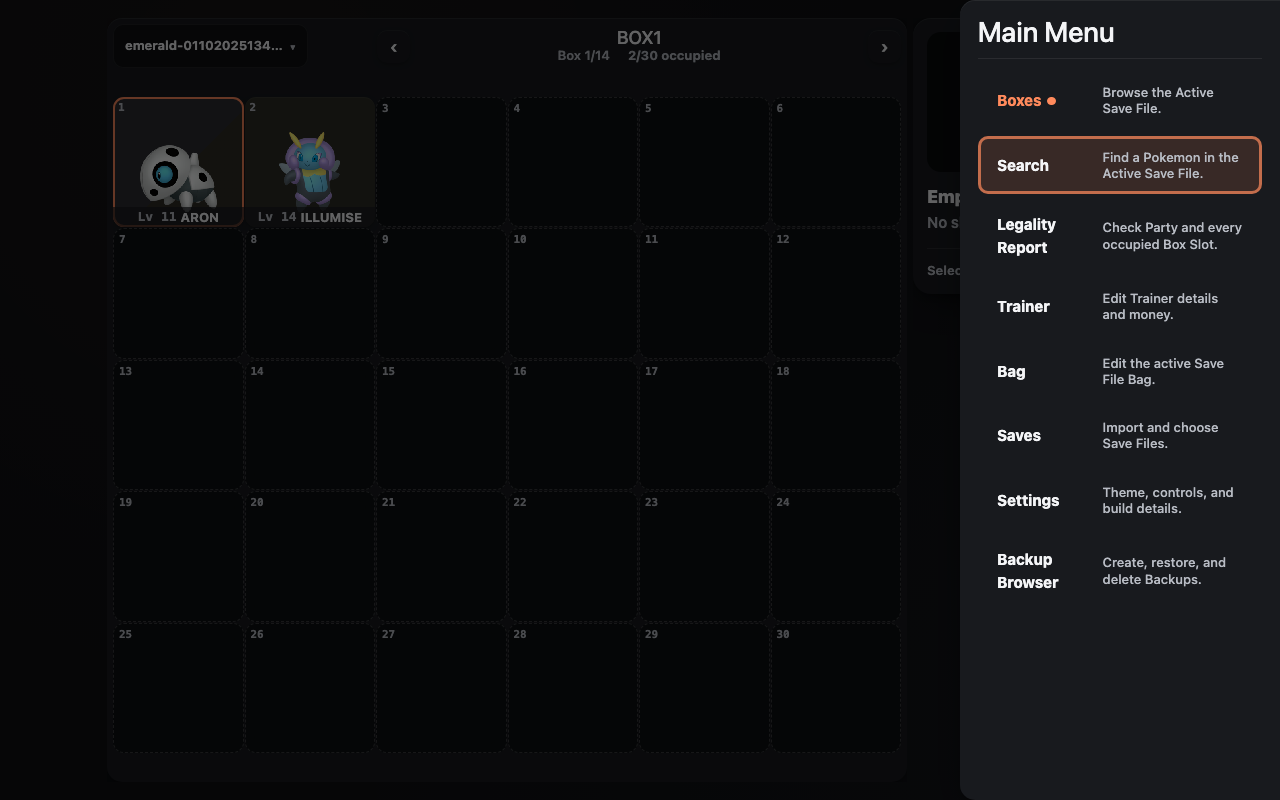 emerald-01102025134... ▾
‹
BOX1
›
Box 1/14 2/30 occupied
1
2
3
4
5
6
Lv 11 ARON
Lv 14 ILLUMISE
7
8
9
10
11
12
13
14
15
16
17
18
19
20
21
22
23
24
25
26
27
28
29
30
Emp
No s
Selec
Main Menu
Boxes
Browse the Active
Save File.
Search
Find a Pokemon in the
Active Save File.
Legality
Report
Check Party and every
occupied Box Slot.
Trainer
Edit Trainer details
and money.
Bag
Edit the active Save
File Bag.
Saves
Import and choose
Save Files.
Settings
Theme, controls, and
build details.
Backup
Browser
Create, restore, and
delete Backups.